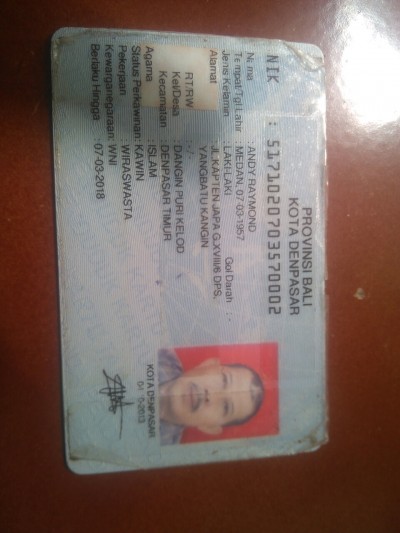 PROVINSI BALI
KOTA DENPASAR
NIK : 5171020703570002
Nama : ANDY RAYMOND
Tempat/Tgl Lahir : MEDAN, 07-03-1957
Jenis Kelamin : LAKI-LAKI Gol Darah : -
Alamat : JL.KAPTEN JAPA G.XVIII/6 DPS,
YANGBATU KANGIN
RT/RW : -/-
Kel/Desa : DANGIN PURI KELOD
Kecamatan : DENPASAR TIMUR
Agama : ISLAM
Status Perkawinan: KAWIN
Pekerjaan : WIRASWASTA
Kewarganegaraan: WNI
Berlaku Hingga : 07-03-2018
KOTA DENPASAR